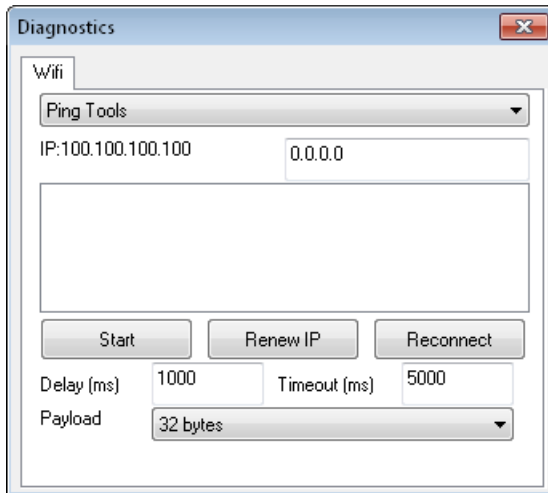 Diagnostics
Wifi
Ping Tools
IP:100.100.100.100 0.0.0.0
Start Renew IP Reconnect
Delay (ms) 1000 Timeout (ms) 5000
Payload 32 bytes